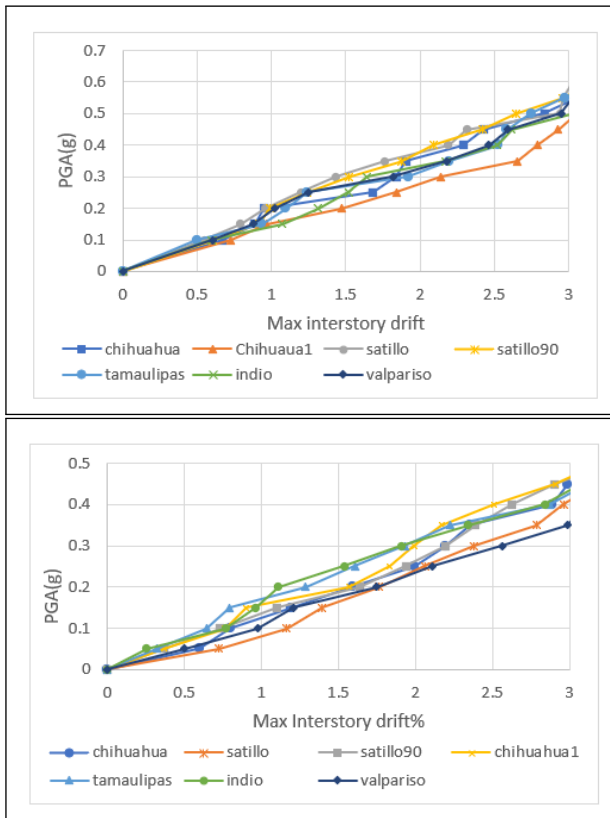 0.7
0.6
0.5
0.4
0.3
0.2
0.1
0
PGA(g)
0 0.5 1 1.5 2 2.5 3
Max interstory drift
chihuahua Chihuaua1 satillo satillo90
tamaulipas indio valpariso
0.5
0.4
0.3
0.2
0.1
0
PGA(g)
0 0.5 1 1.5 2 2.5 3
Max Interstory drift%
chihuahua satillo satillo90 chihuahua1
tamaulipas indio valpariso